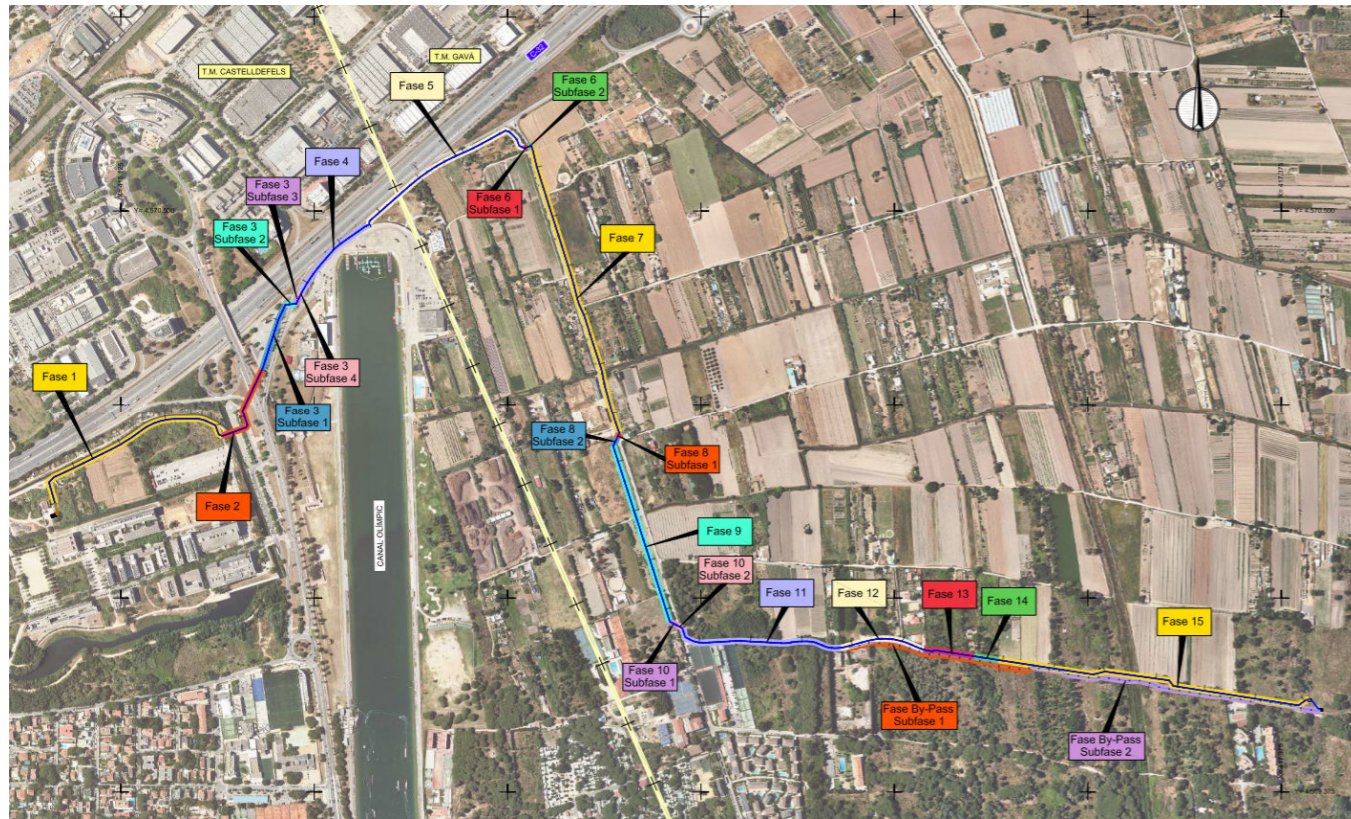 T.M. GAVÁ
C-32
T.M. CASTELLDEFELS
Fase 5
Fase 6
Subfase 2
Fase 4
Fase 3
Subfase 3
Fase 6
Subfase 1
Fase 3
Subfase 2
Fase 7
Fase 3
Subfase 4
Fase 1
Fase 3
Subfase 1
Fase 8
Subfase 2
Fase 8
Subfase 1
Fase 2
CANAL OLÍMPIC
Fase 9
Fase 10
Subfase 2
Fase 11
Fase 12
Fase 13
Fase 14
Fase 15
Fase 10
Subfase 1
Fase By-Pass
Subfase 1
Fase By-Pass
Subfase 2